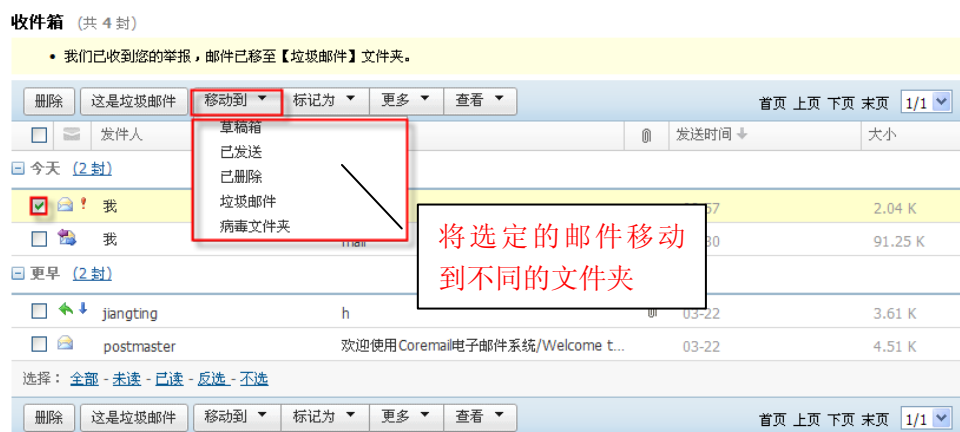 收件箱 (共 4 封)
• 我们已收到您的举报，邮件已移至【垃圾邮件】文件夹。
删除 这是垃圾邮件 移动到 标记为 更多 查看 首页 上页 下页 末页 1/1
发件人 发送时间 大小
草稿箱
已发送
已删除
垃圾邮件
病毒文件夹
今天 (2 封)
我 2.04 K
我 91.25 K
将选定的邮件移动
到不同的文件夹
更早 (2 封)
jiangting h 03-22 3.61 K
postmaster 欢迎使用Coremail电子邮件系统/Welcome t... 03-22 4.51 K
选择： 全部 - 未读 - 已读 - 反选 - 不选
删除 这是垃圾邮件 移动到 标记为 更多 查看 首页 上页 下页 末页 1/1